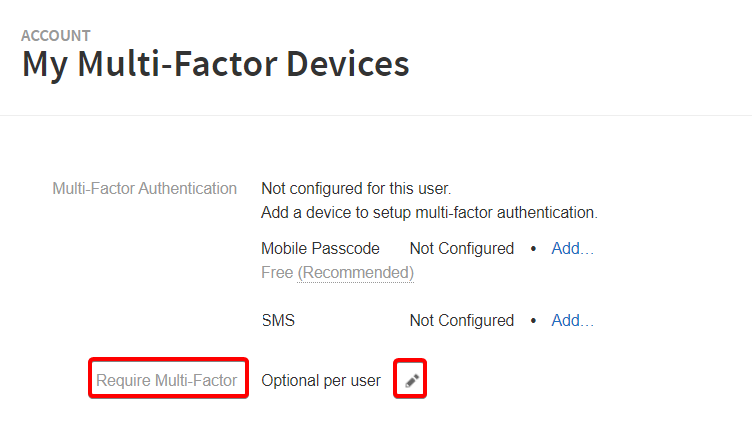 ACCOUNT
My Multi-Factor Devices
Multi-Factor Authentication Not configured for this user.
Add a device to setup multi-factor authentication.
Mobile Passcode Not Configured • Add...
Free (Recommended)
SMS Not Configured • Add...
Require Multi-Factor Optional per user